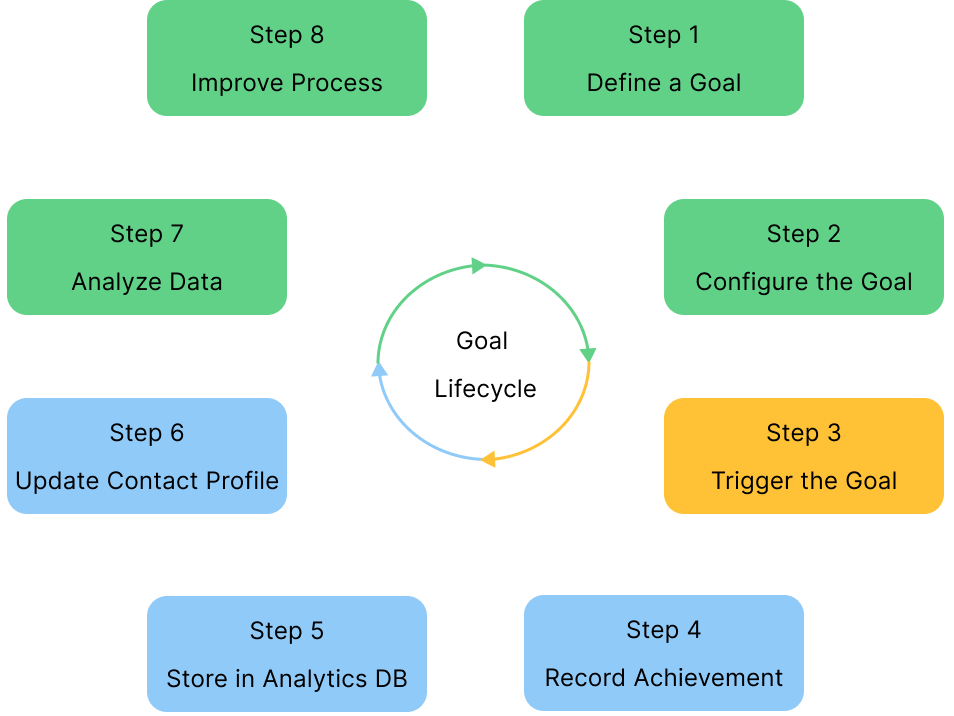 Step 8
Improve Process
Step 1
Define a Goal
Step 7
Analyze Data
Step 2
Configure the Goal
Goal
Lifecycle
Step 6
Update Contact Profile
Step 3
Trigger the Goal
Step 5
Store in Analytics DB
Step 4
Record Achievement